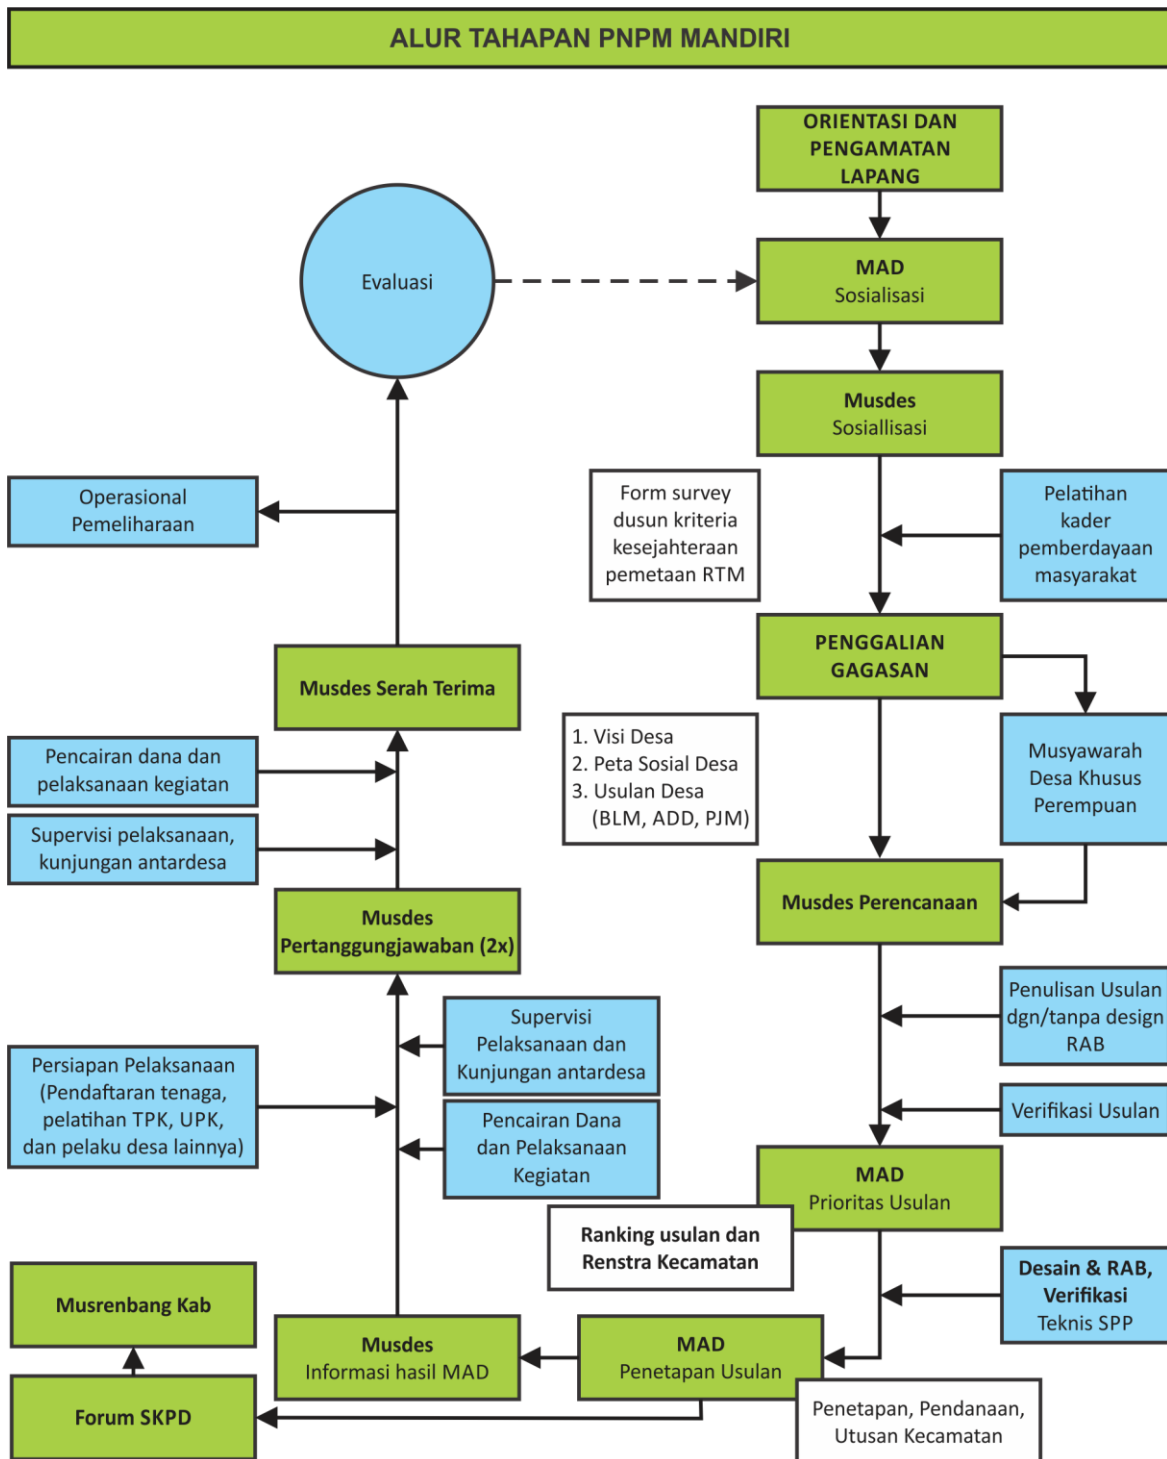 ALUR TAHAPAN PNPM MANDIRI
ORIENTASI DAN
PENGAMATAN
LAPANG
MAD
Sosialisasi
Evaluasi
Musdes
Sosiallisasi
Form survey
dusun kriteria
kesejahteraan
pemetaan RTM
Pelatihan
kader
pemberdayaan
masyarakat
Operasional
Pemeliharaan
PENGGALIAN
GAGASAN
Musdes Serah Terima
1. Visi Desa
2. Peta Sosial Desa
3. Usulan Desa
(BLM, ADD, PJM)
Musyawarah
Desa Khusus
Perempuan
Pencairan dana dan
pelaksanaan kegiatan
Supervisi pelaksanaan,
kunjungan antardesa
Musdes Perencanaan
Musdes
Pertanggungjawaban (2x)
Penulisan Usulan
dgn/tanpa design
RAB
Supervisi
Pelaksanaan dan
Kunjungan antardesa
Persiapan Pelaksanaan
(Pendaftaran tenaga,
pelatihan TPK, UPK,
dan pelaku desa lainnya)
Verifikasi Usulan
Pencairan Dana
dan Pelaksanaan
Kegiatan
MAD
Prioritas Usulan
Ranking usulan dan
Renstra Kecamatan
Desain & RAB,
Verifikasi
Teknis SPP
Musrenbang Kab
Musdes
Informasi hasil MAD
MAD
Penetapan Usulan
Forum SKPD
Penetapan, Pendanaan,
Utusan Kecamatan